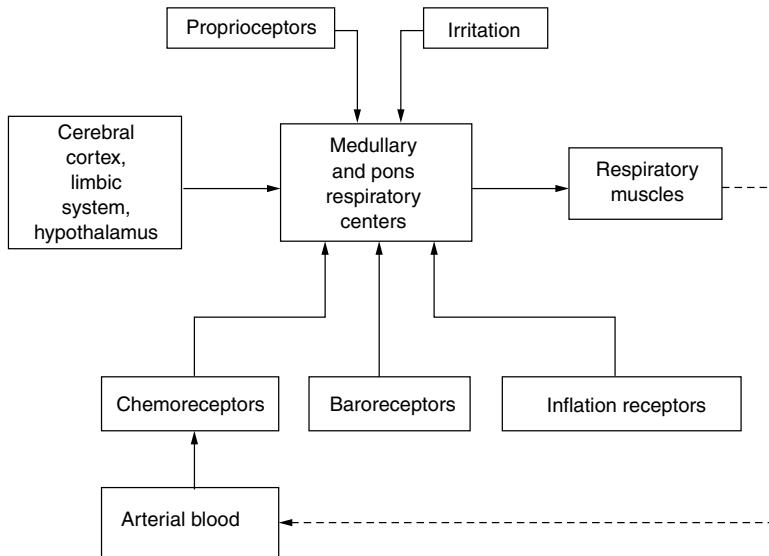 Proprioceptors
Irritation
Cerebral
cortex,
limbic
system,
hypothalamus
Medullary
and pons
respiratory
centers
Respiratory
muscles
Chemoreceptors
Baroreceptors
Inflation receptors
Arterial blood